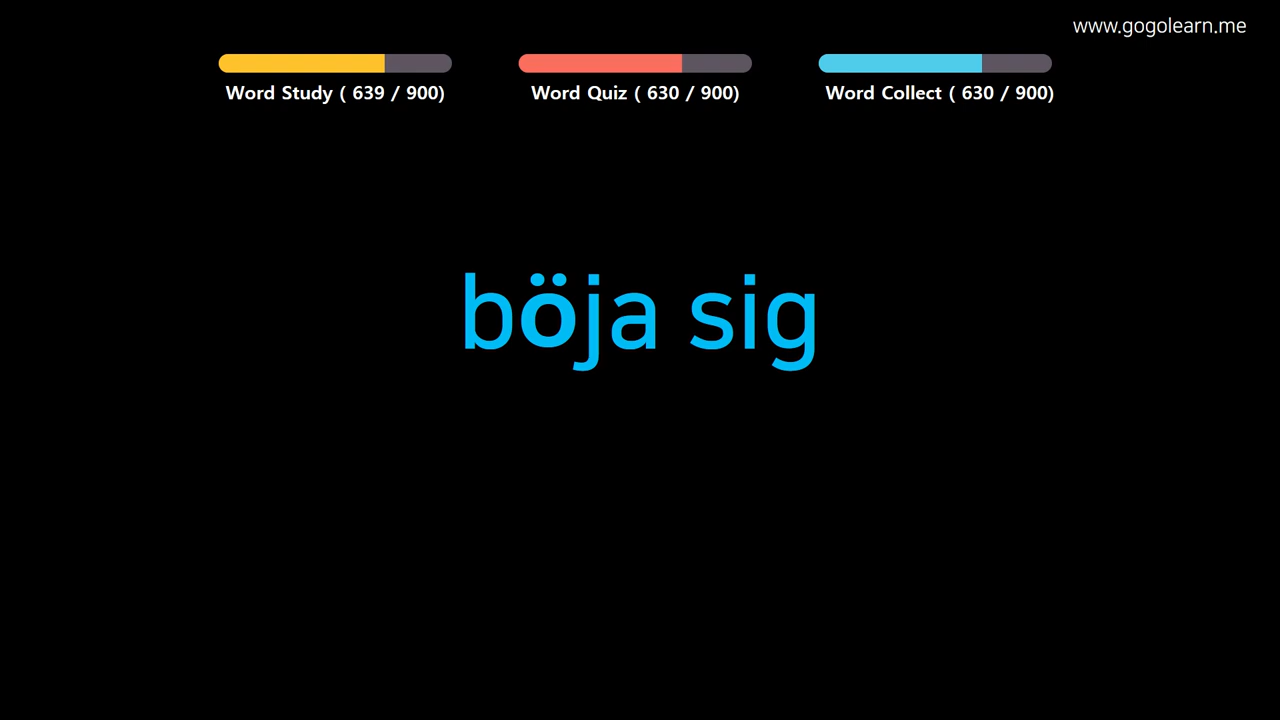 www.gogolearn.me
Word Study ( 639 / 900)
Word Quiz ( 630 / 900)
Word Collect ( 630 / 900)
böja sig